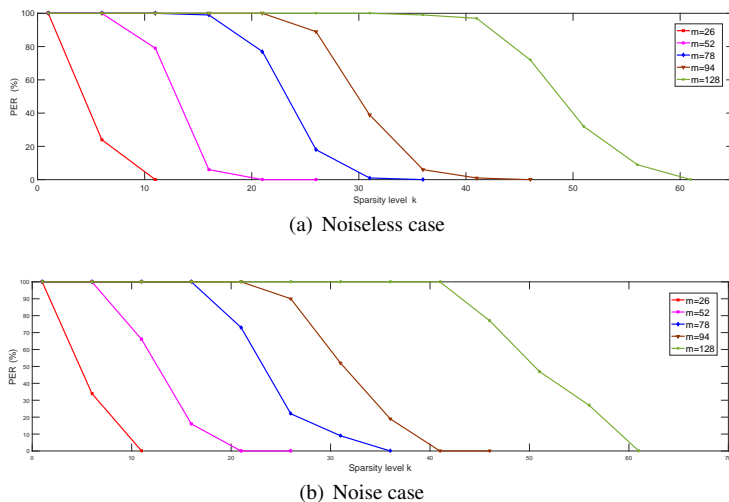 100
80
60
40
20
0
PER (%)
0 10 20 30 40 50 60
Sparsity level k
m=26
m=52
m=78
m=94
m=128
(a) Noiseless case
100
90
80
70
60
50
40
30
20
10
0
PER (%)
0 10 20 30 40 50 60 70
Sparsity level k
m=26
m=52
m=78
m=94
m=128
(b) Noise case